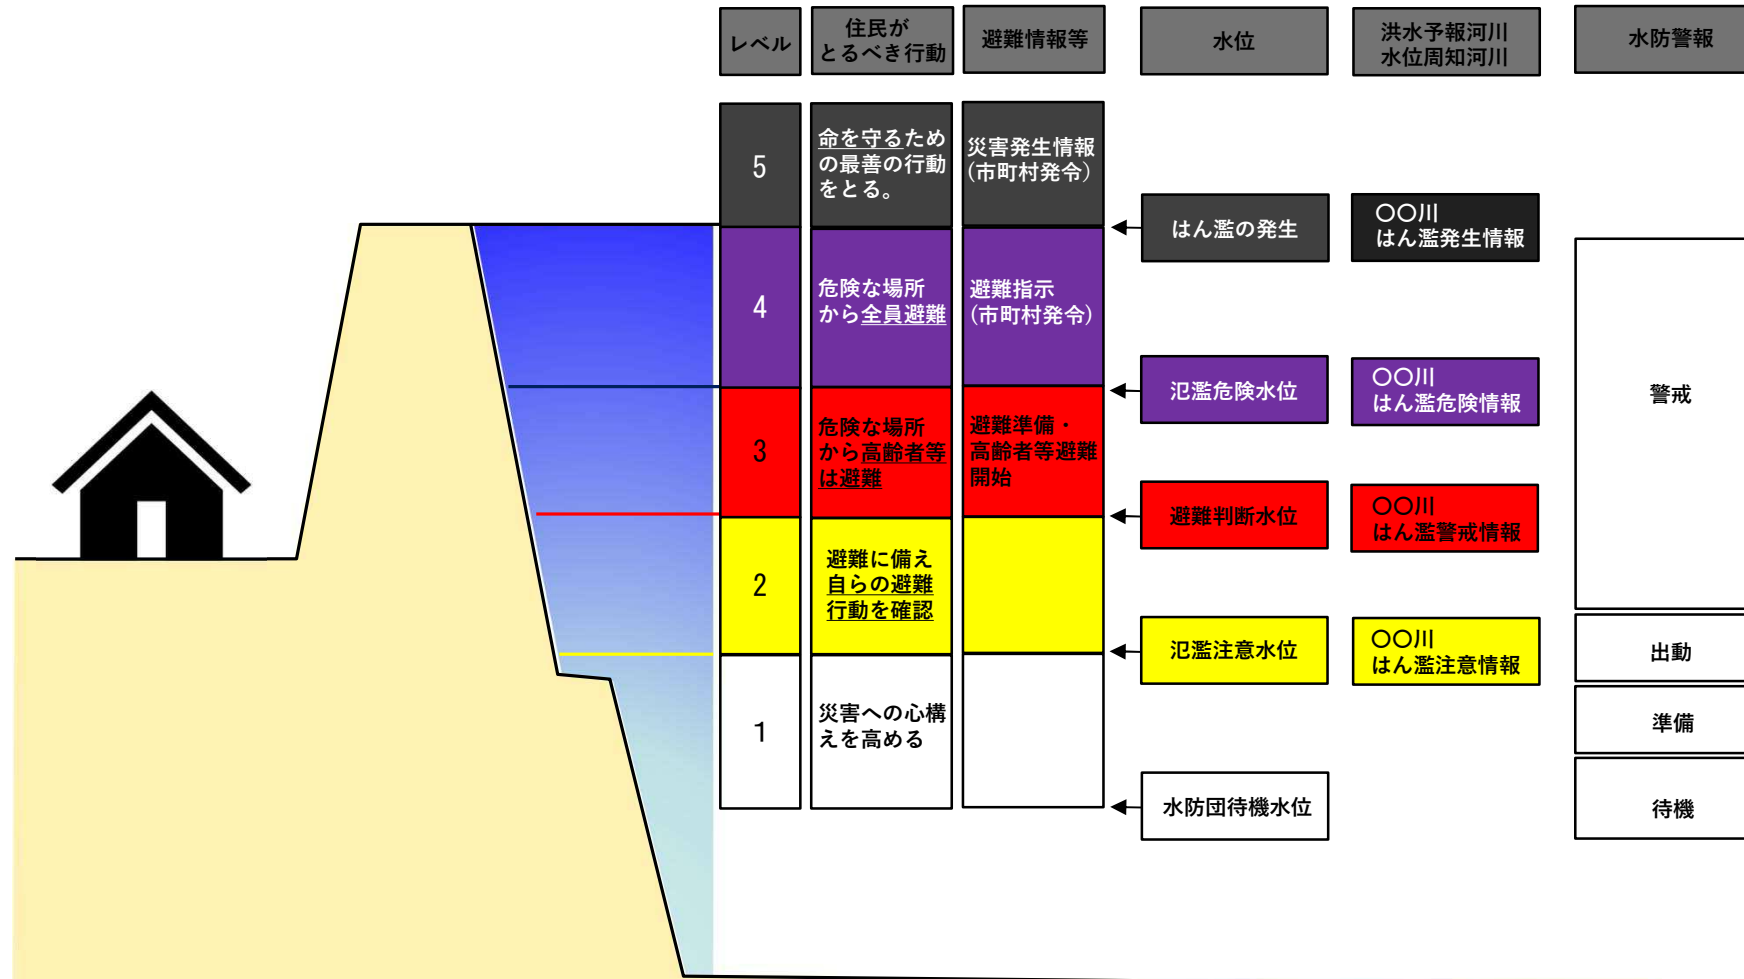 レベル
住民が
とるべき行動
避難情報等
水位
洪水予報河川
水位周知河川
水防警報
5
命を守るため
の最善の行動
をとる。
災害発生情報
(市町村発令)
はん濫の発生
〇〇川
はん濫発生情報
4
危険な場所
から全員避難
避難指示
(市町村発令)
氾濫危険水位
〇〇川
はん濫危険情報
警戒
3
危険な場所
から高齢者等
は避難
避難準備・
高齢者等避難
開始
避難判断水位
〇〇川
はん濫警戒情報
2
避難に備え
自らの避難
行動を確認
氾濫注意水位
〇〇川
はん濫注意情報
出動
1
災害への心構
えを高める
準備
水防団待機水位
待機